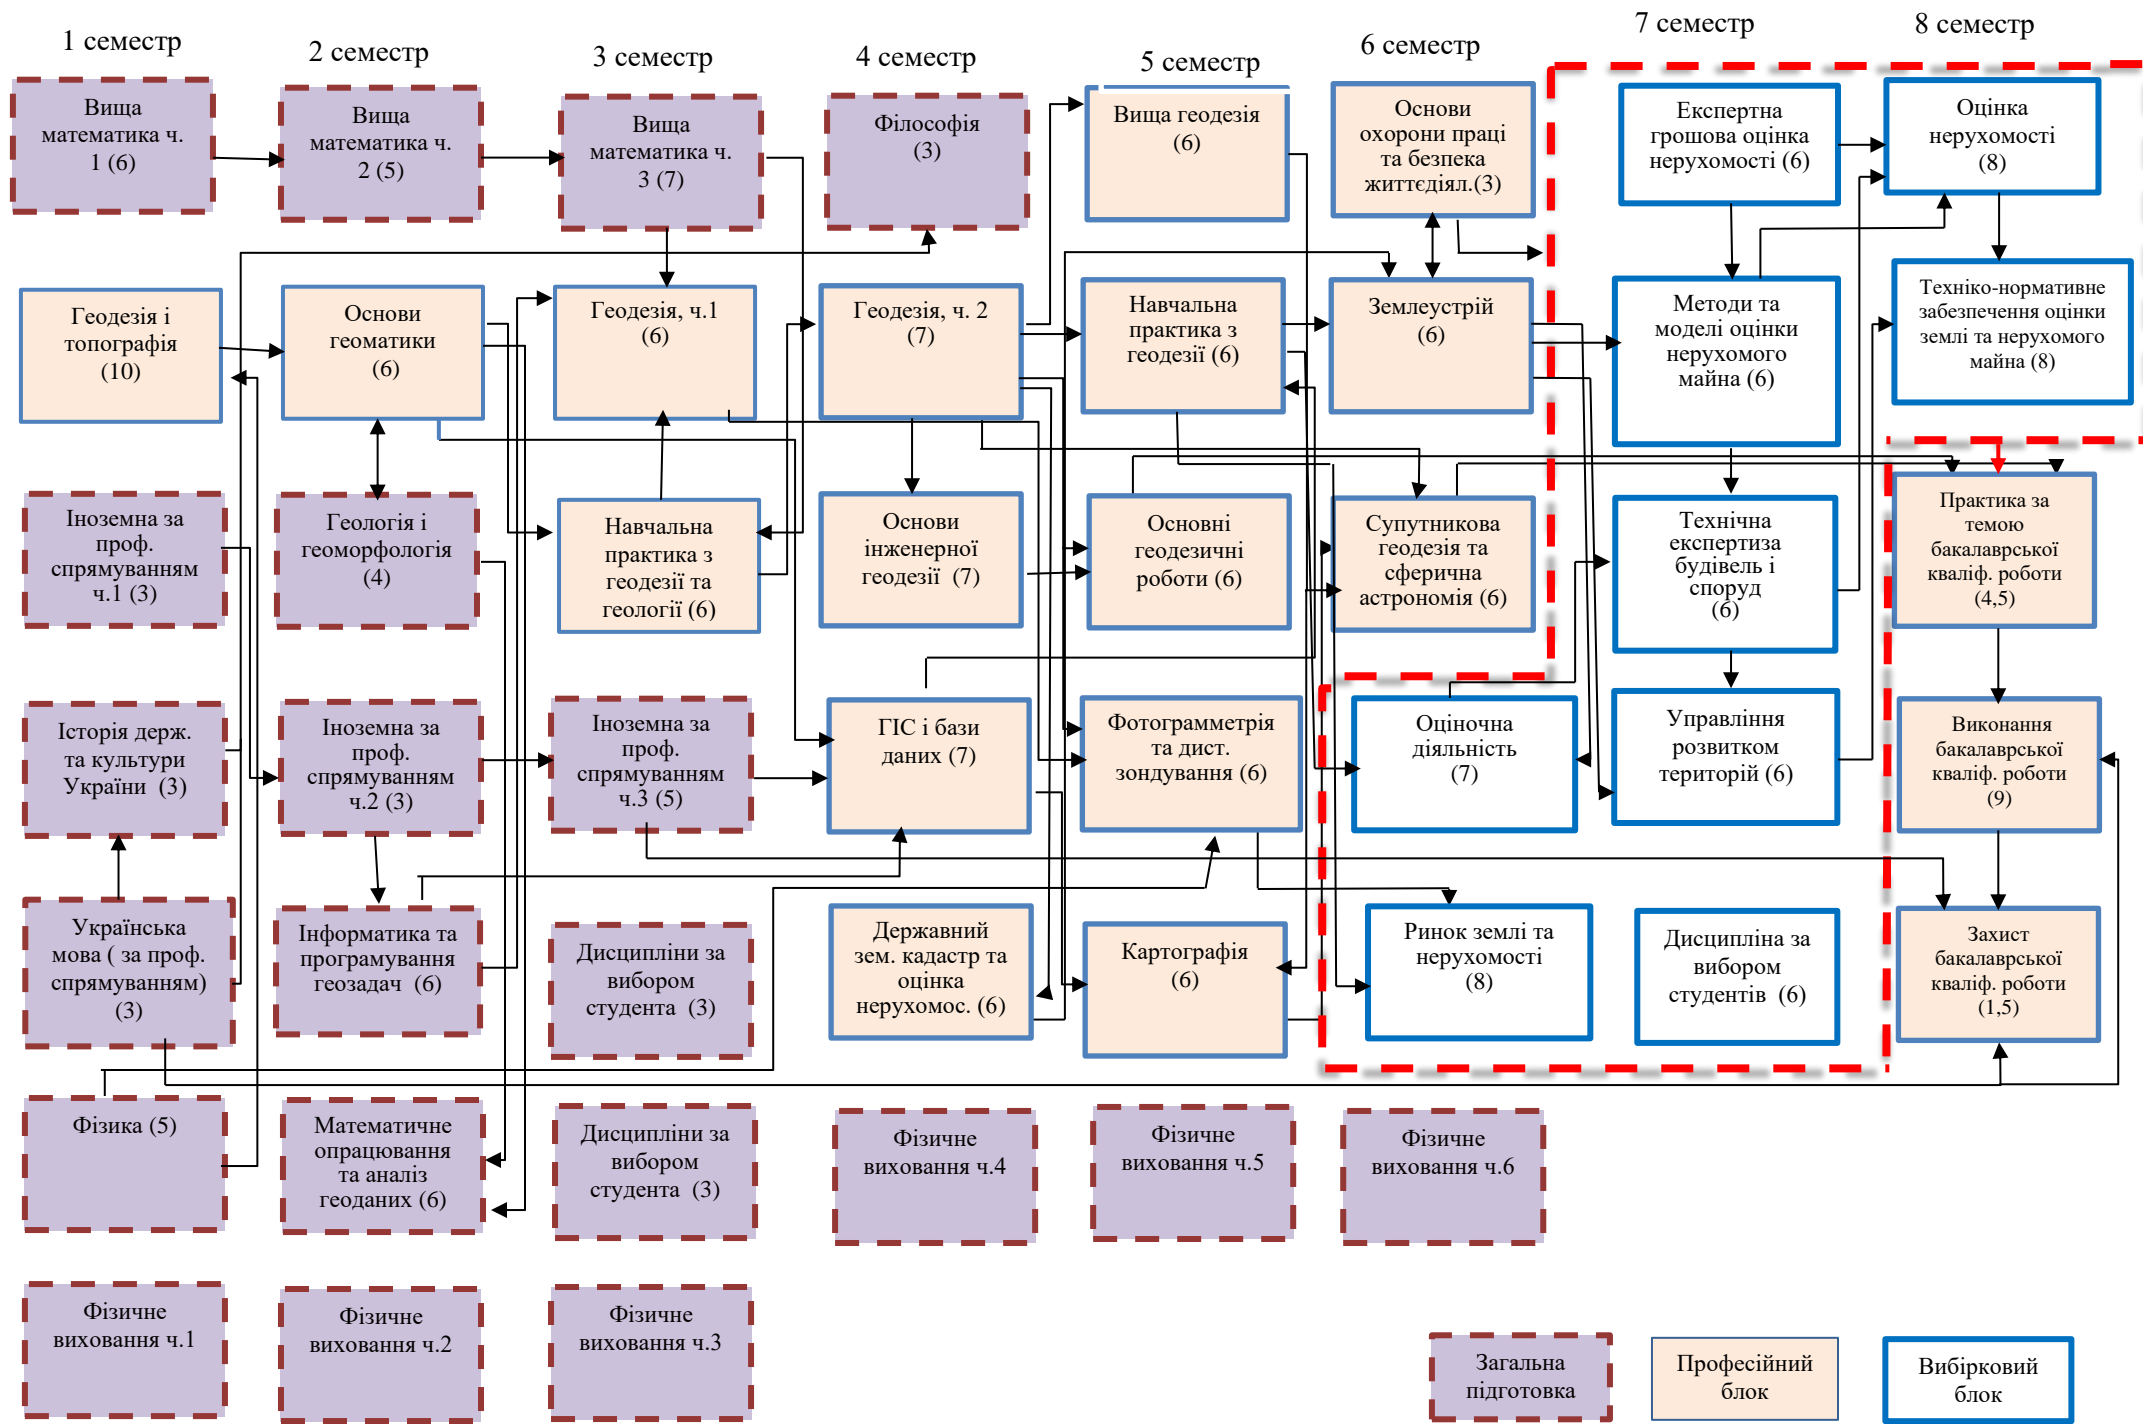 1 семестр
2 семестр
3 семестр
4 семестр
5 семестр
6 семестр
7 семестр
8 семестр
Вища
математика ч.
1 (6)
Вища
математика ч.
2 (5)
Вища
математика ч.
3 (7)
Філософія
(3)
Вища геодезія
(6)
Основи
охорони праці
та безпека
життєдіял.(3)
Експертна
грошова оцінка
нерухомості (6)
Оцінка
нерухомості
(8)
Геодезія і
топографія
(10)
Основи
геоматики
(6)
Геодезія, ч.1
(6)
Геодезія, ч. 2
(7)
Навчальна
практика з
геодезії (6)
Землеустрій
(6)
Методи та
моделі оцінки
нерухомого
майна (6)
Техніко-нормативне
забезпечення оцінки
землі та нерухомого
майна (8)
Іноземна за
проф.
спрямуванням
ч.1 (3)
Геологія і
геоморфологія
(4)
Навчальна
практика з
геодезії та
геології (6)
Основи
інженерної
геодезії (7)
Основні
геодезичні
роботи (6)
Супутникова
геодезія та
сферична
астрономія (6)
Технічна
експертиза
будівель і
споруд
(6)
Практика за
темою
бакалаврської
кваліф. роботи
(4,5)
Історія держ.
та культури
України (3)
Іноземна за
проф.
спрямуванням
ч.2 (3)
Іноземна за
проф.
спрямуванням
ч.3 (5)
ГІС і бази
даних (7)
Фотограмметрія
та дист.
зондування (6)
Оціночна
діяльність
(7)
Управління
розвитком
територій (6)
Виконання
бакалаврської
кваліф. роботи
(9)
Українська
мова ( за проф.
спрямуванням)
(3)
Інформатика та
програмування
геозадач (6)
Дисципліни за
вибором
студента (3)
Державний
зем. кадастр та
оцінка
нерухомос. (6)
Картографія
(6)
Ринок землі та
нерухомості
(8)
Дисципліна за
вибором
студентів (6)
Захист
бакалаврської
кваліф. роботи
(1,5)
Фізика (5)
Математичне
опрацювання
та аналіз
геоданих (6)
Дисципліни за
вибором
студента (3)
Фізичне
виховання ч.4
Фізичне
виховання ч.5
Фізичне
виховання ч.6
Фізичне
виховання ч.1
Фізичне
виховання ч.2
Фізичне
виховання ч.3
Загальна
підготовка
Професійний
блок
Вибірковий
блок